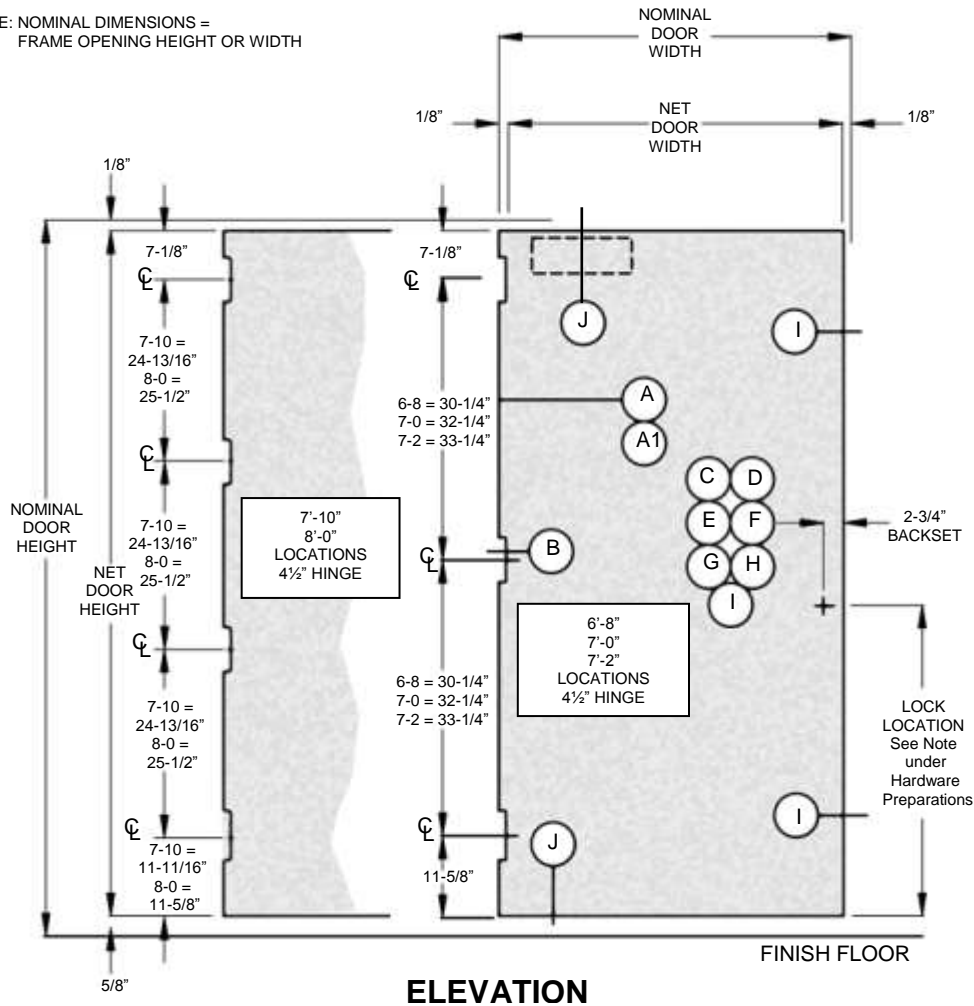 E: NOMINAL DIMENSIONS =
FRAME OPENING HEIGHT OR WIDTH
NOMINAL
DOOR
WIDTH
1/8”
NET
DOOR
WIDTH
1/8”
1/8”
7-1/8”
7-1/8”
℄
℄
J
I
7-10 =
24-13/16”
8-0 =
25-1/2”
6-8 = 30-1/4”
7-0 = 32-1/4”
7-2 = 33-1/4”
A
A1
℄
C
D
E
F
G
H
I
2-3/4”
BACKSET
NOMINAL
DOOR
HEIGHT
NET
DOOR
HEIGHT
7-10 =
24-13/16”
8-0 =
25-1/2”
7’-10”
8’-0”
LOCATIONS
4½” HINGE
℄
B
℄
6’-8”
7’-0”
7’-2”
LOCATIONS
4½” HINGE
7-10 =
24-13/16”
8-0 =
25-1/2”
6-8 = 30-1/4”
7-0 = 32-1/4”
7-2 = 33-1/4”
LOCK
LOCATION
See Note
under
Hardware
Preparations
℄
℄
J
I
7-10 =
11-11/16”
8-0 =
11-5/8”
11-5/8”
FINISH FLOOR
5/8”
ELEVATION